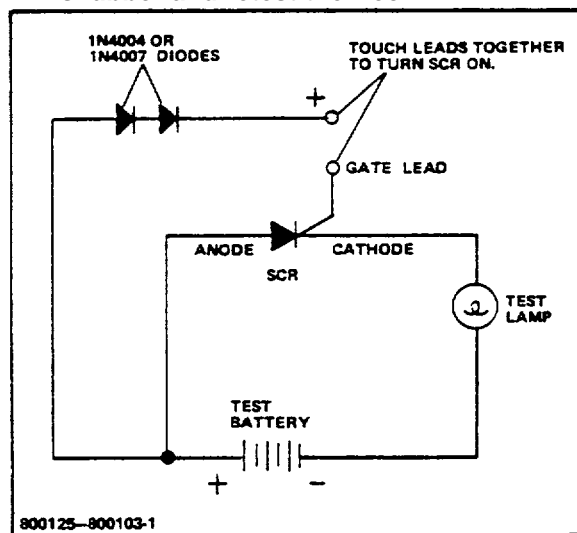 1N4004 OR
1N4007 DIODES
TOUCH LEADS TOGETHER
TO TURN SCR ON.
+
GATE LEAD
ANODE
CATHODE
SCR
TEST
LAMP
TEST
BATTERY
+ -
800125-800103-1